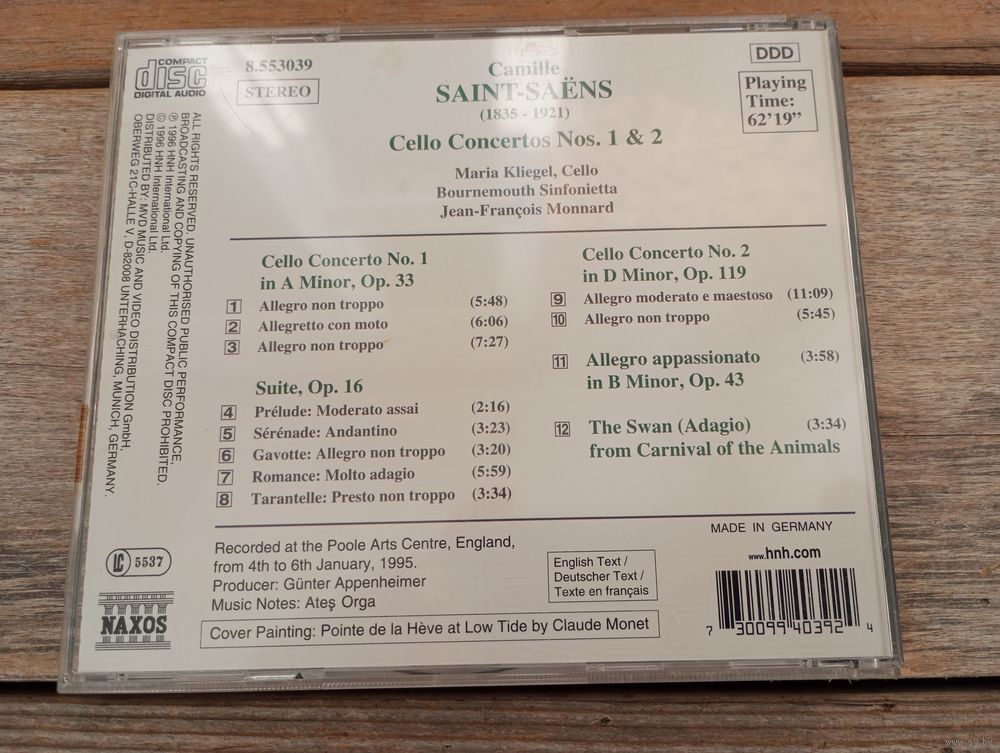 COMPACT
disc
DIGITAL AUDIO
8.553039
STEREO
Camille
SAINT-SAËNS
(1835 - 1921)
Cello Concertos Nos. 1 & 2
Maria Kliegel, Cello
Bournemouth Sinfonietta
Jean-François Monnard
DDD
Playing
Time:
62'19"
ALL RIGHTS RESERVED. UNAUTHORISED PUBLIC PERFORMANCE,
BROADCASTING AND COPYING OF THIS COMPACT DISC PROHIBITED.
℗ 1996 HNH International Ltd.
© 1996 HNH International Ltd.
DISTRIBUTED BY: MVD MUSIC AND VIDEO DISTRIBUTION GmbH,
OBERWEG 21C-HALLE V, D-82008 UNTERHACHING, MUNICH, GERMANY.
Cello Concerto No. 1
in A Minor, Op. 33
1 Allegro non troppo (5:48)
2 Allegretto con moto (6:06)
3 Allegro non troppo (7:27)
Suite, Op. 16
4 Prélude: Moderato assai (2:16)
5 Sérénade: Andantino (3:23)
6 Gavotte: Allegro non troppo (3:20)
7 Romance: Molto adagio (5:59)
8 Tarantelle: Presto non troppo (3:34)
Cello Concerto No. 2
in D Minor, Op. 119
9 Allegro moderato e maestoso (11:09)
10 Allegro non troppo (5:45)
11 Allegro appassionato (3:58)
in B Minor, Op. 43
12 The Swan (Adagio) (3:34)
from Carnival of the Animals
LC 5537
NAXOS
Recorded at the Poole Arts Centre, England,
from 4th to 6th January, 1995.
Producer: Günter Appenheimer
Music Notes: Ateş Orga
Cover Painting: Pointe de la Hève at Low Tide by Claude Monet
English Text /
Deutscher Text /
Texte en français
MADE IN GERMANY
www.hnh.com
7 30099 40392 4
www.ay.by